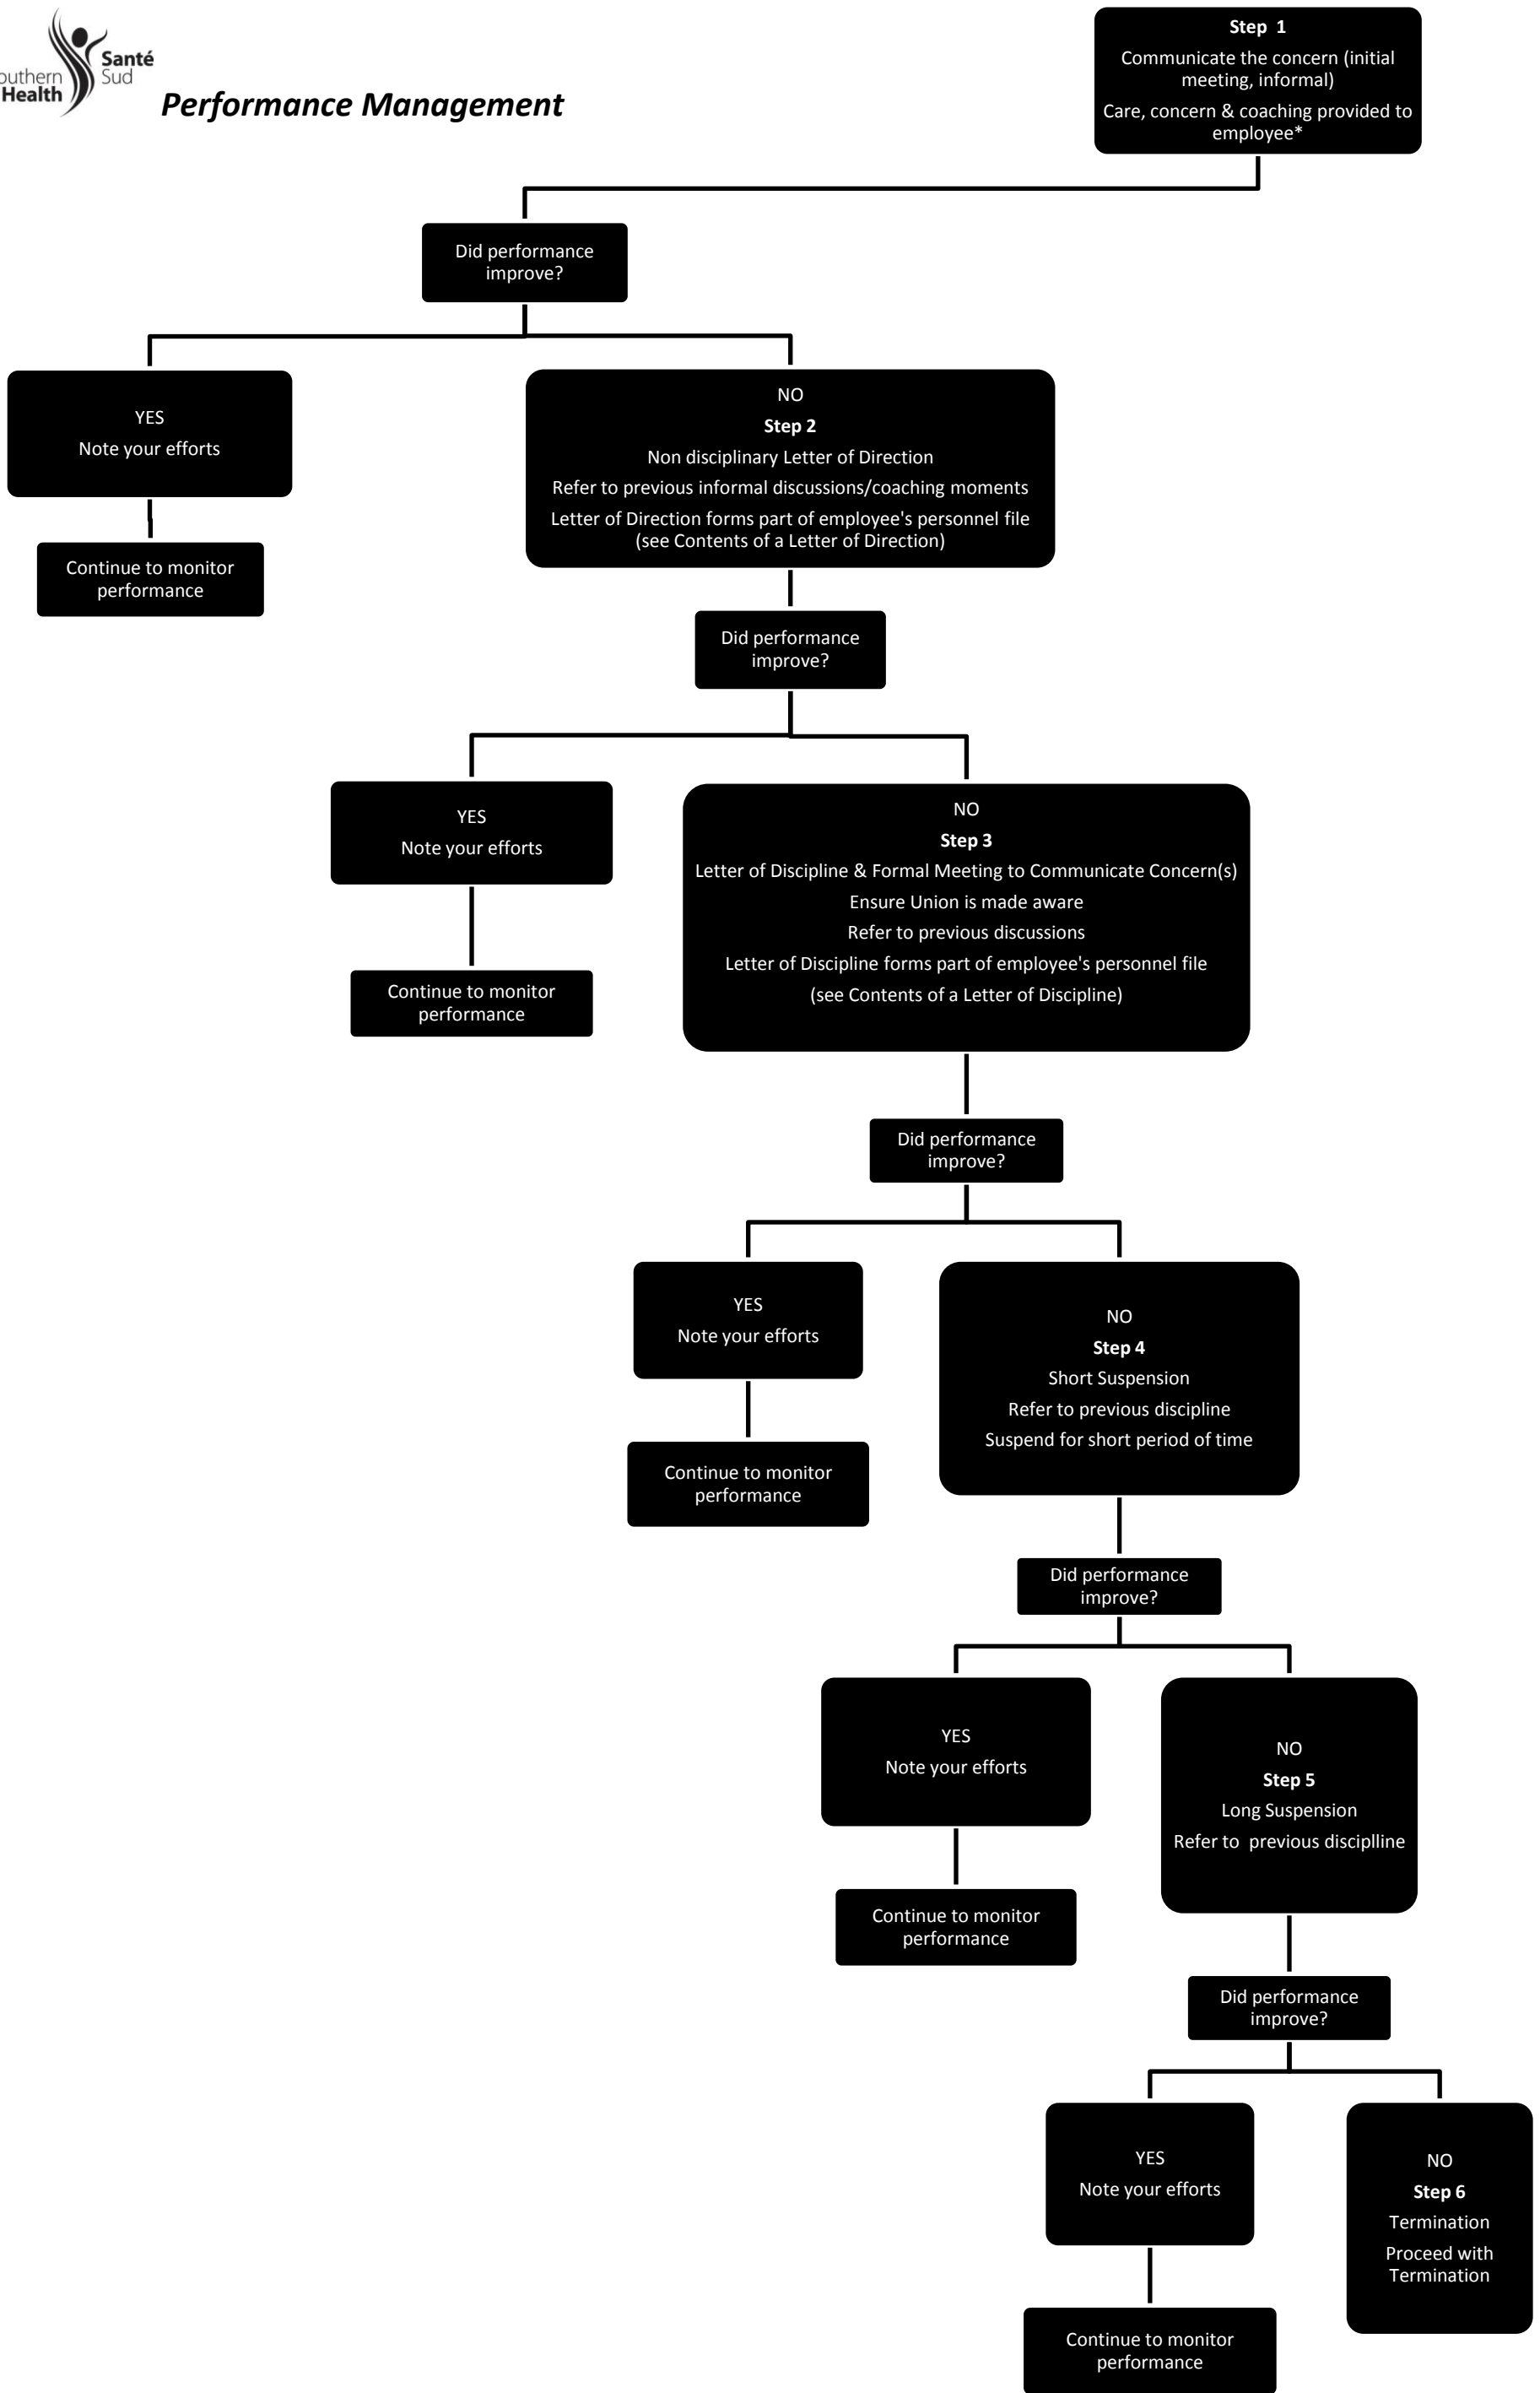 Southern
Health
Santé
Sud
Performance Management
Step 1
Communicate the concern (initial
meeting, informal)
Care, concern & coaching provided to
employee*
Did performance
improve?
YES
Note your efforts
Continue to monitor
performance
NO
Step 2
Non disciplinary Letter of Direction
Refer to previous informal discussions/coaching moments
Letter of Direction forms part of employee's personnel file
(see Contents of a Letter of Direction)
Did performance
improve?
YES
Note your efforts
Continue to monitor
performance
NO
Step 3
Letter of Discipline & Formal Meeting to Communicate Concern(s)
Ensure Union is made aware
Refer to previous discussions
Letter of Discipline forms part of employee's personnel file
(see Contents of a Letter of Discipline)
Did performance
improve?
YES
Note your efforts
Continue to monitor
performance
NO
Step 4
Short Suspension
Refer to previous discipline
Suspend for short period of time
Did performance
improve?
YES
Note your efforts
Continue to monitor
performance
NO
Step 5
Long Suspension
Refer to previous disciplline
Did performance
improve?
YES
Note your efforts
Continue to monitor
performance
NO
Step 6
Termination
Proceed with
Termination